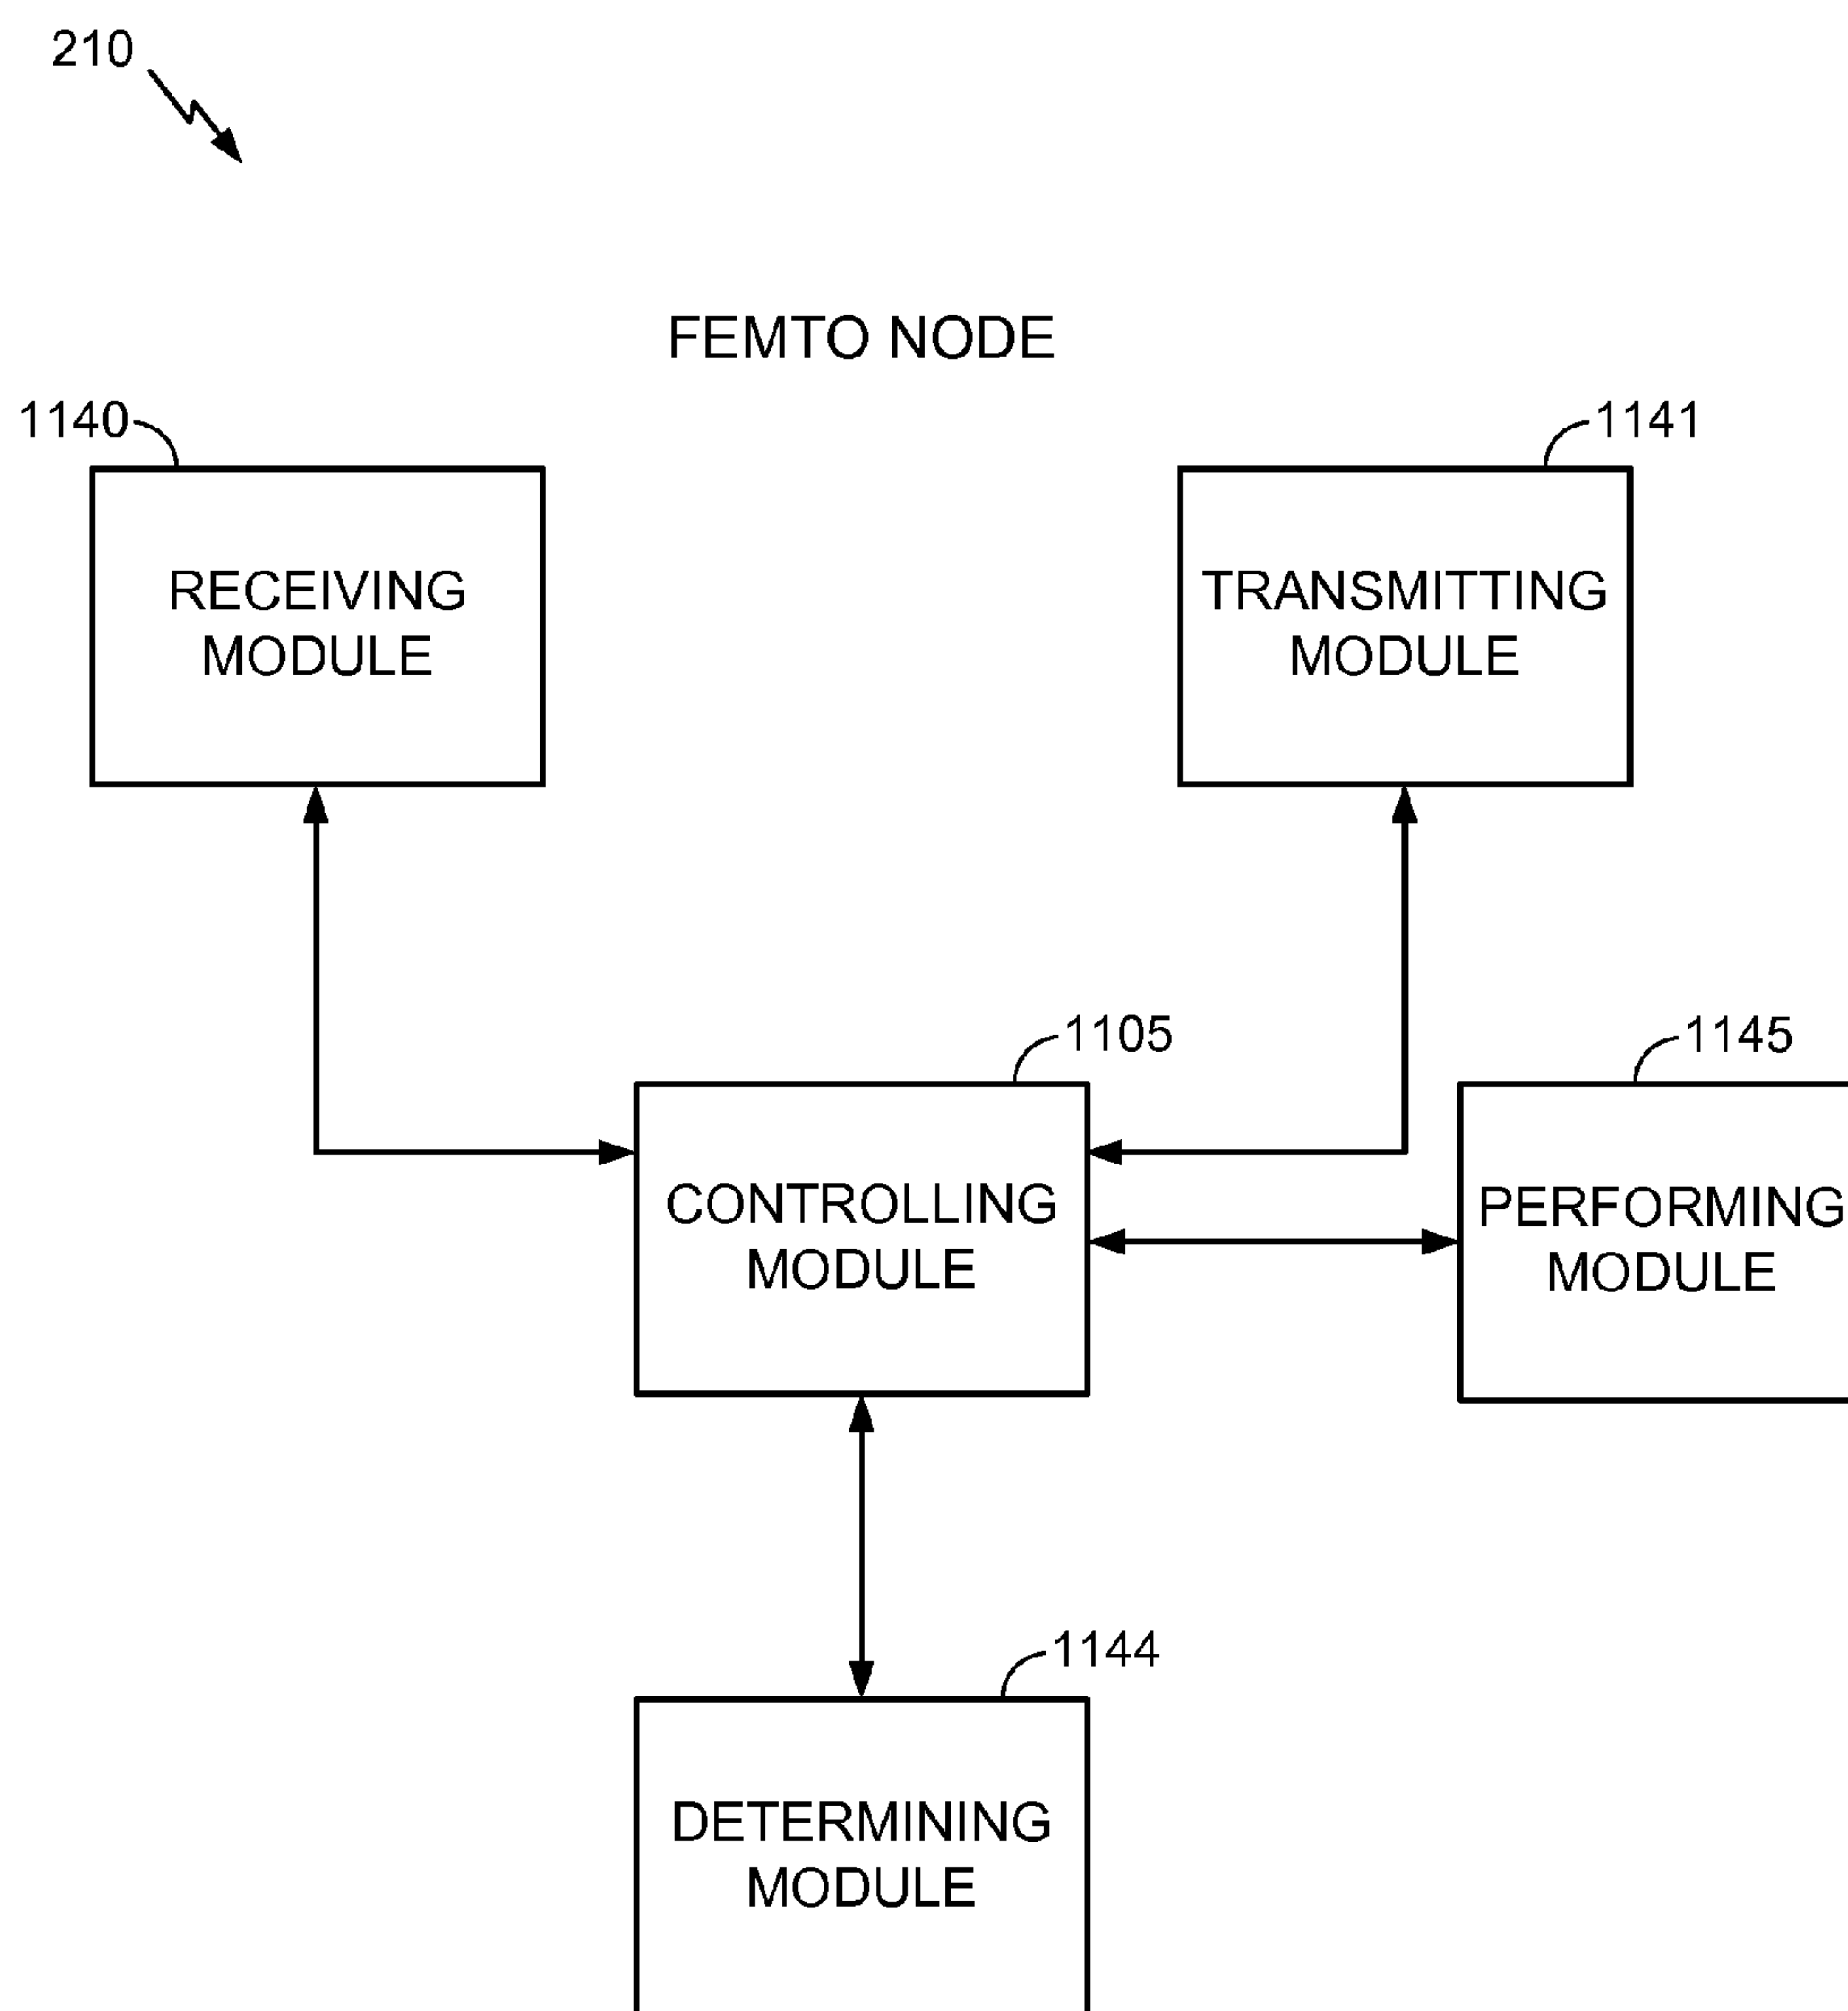 210
FEMTO NODE
1140
1141
RECEIVING
MODULE
TRANSMITTING
MODULE
1105
1145
CONTROLLING
MODULE
PERFORMING
MODULE
1144
DETERMINING
MODULE